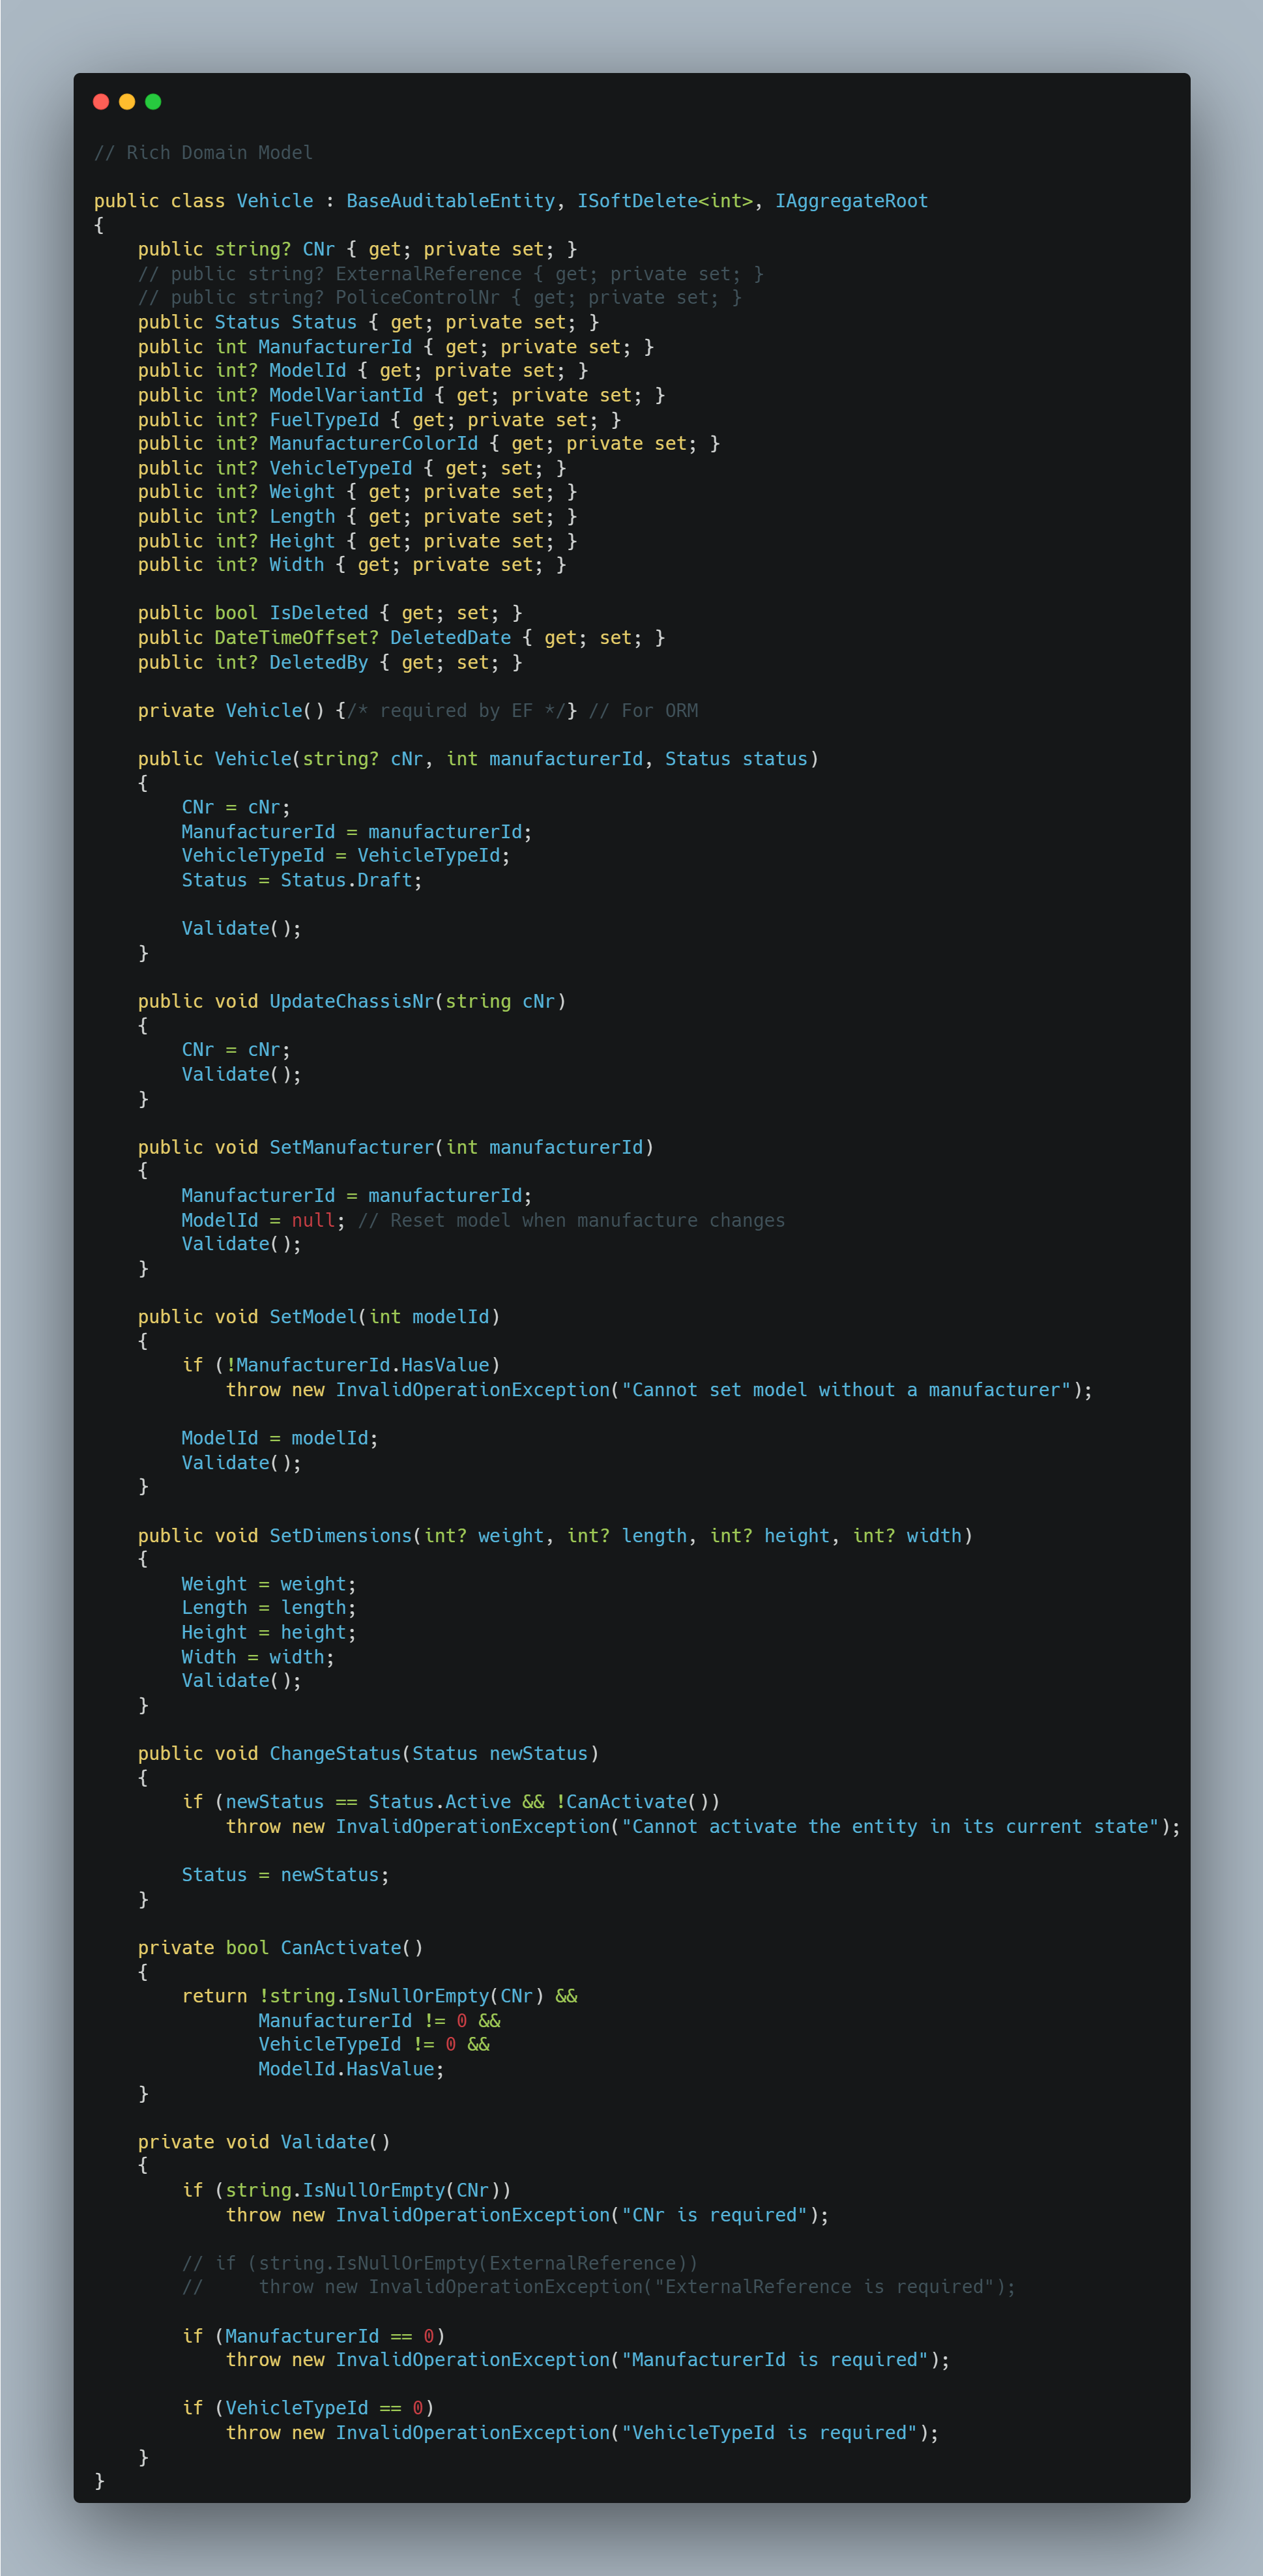 // Rich Domain Model
public class Vehicle : BaseAuditableEntity, ISoftDelete<int>, IAggregateRoot
{
    public string? CNr { get; private set; }
    // public string? ExternalReference { get; private set; }
    // public string? PoliceControlNr { get; private set; }
    public Status Status { get; private set; }
    public int ManufacturerId { get; private set; }
    public int? ModelId { get; private set; }
    public int? ModelVariantId { get; private set; }
    public int? FuelTypeId { get; private set; }
    public int? ManufacturerColorId { get; private set; }
    public int? VehicleTypeId { get; set; }
    public int? Weight { get; private set; }
    public int? Length { get; private set; }
    public int? Height { get; private set; }
    public int? Width { get; private set; }
    public bool IsDeleted { get; set; }
    public DateTimeOffset? DeletedDate { get; set; }
    public int? DeletedBy { get; set; }
    private Vehicle() {/* required by EF */} // For ORM
    public Vehicle(string? cNr, int manufacturerId, Status status)
    {
        CNr = cNr;
        ManufacturerId = manufacturerId;
        VehicleTypeId = VehicleTypeId;
        Status = Status.Draft;
        Validate();
    }
    public void UpdateChassisNr(string cNr)
    {
        CNr = cNr;
        Validate();
    }
    public void SetManufacturer(int manufacturerId)
    {
        ManufacturerId = manufacturerId;
        ModelId = null; // Reset model when manufacture changes
        Validate();
    }
    public void SetModel(int modelId)
    {
        if (!ManufacturerId.HasValue)
            throw new InvalidOperationException("Cannot set model without a manufacturer");
        ModelId = modelId;
        Validate();
    }
    public void SetDimensions(int? weight, int? length, int? height, int? width)
    {
        Weight = weight;
        Length = length;
        Height = height;
        Width = width;
        Validate();
    }
    public void ChangeStatus(Status newStatus)
    {
        if (newStatus == Status.Active && !CanActivate())
            throw new InvalidOperationException("Cannot activate the entity in its current state");
        Status = newStatus;
    }
    private bool CanActivate()
    {
        return !string.IsNullOrEmpty(CNr) &&
               ManufacturerId != 0 &&
               VehicleTypeId != 0 &&
               ModelId.HasValue;
    }
    private void Validate()
    {
        if (string.IsNullOrEmpty(CNr))
            throw new InvalidOperationException("CNr is required");
        // if (string.IsNullOrEmpty(ExternalReference))
        //     throw new InvalidOperationException("ExternalReference is required");
        if (ManufacturerId == 0)
            throw new InvalidOperationException("ManufacturerId is required");
        if (VehicleTypeId == 0)
            throw new InvalidOperationException("VehicleTypeId is required");
    }
}